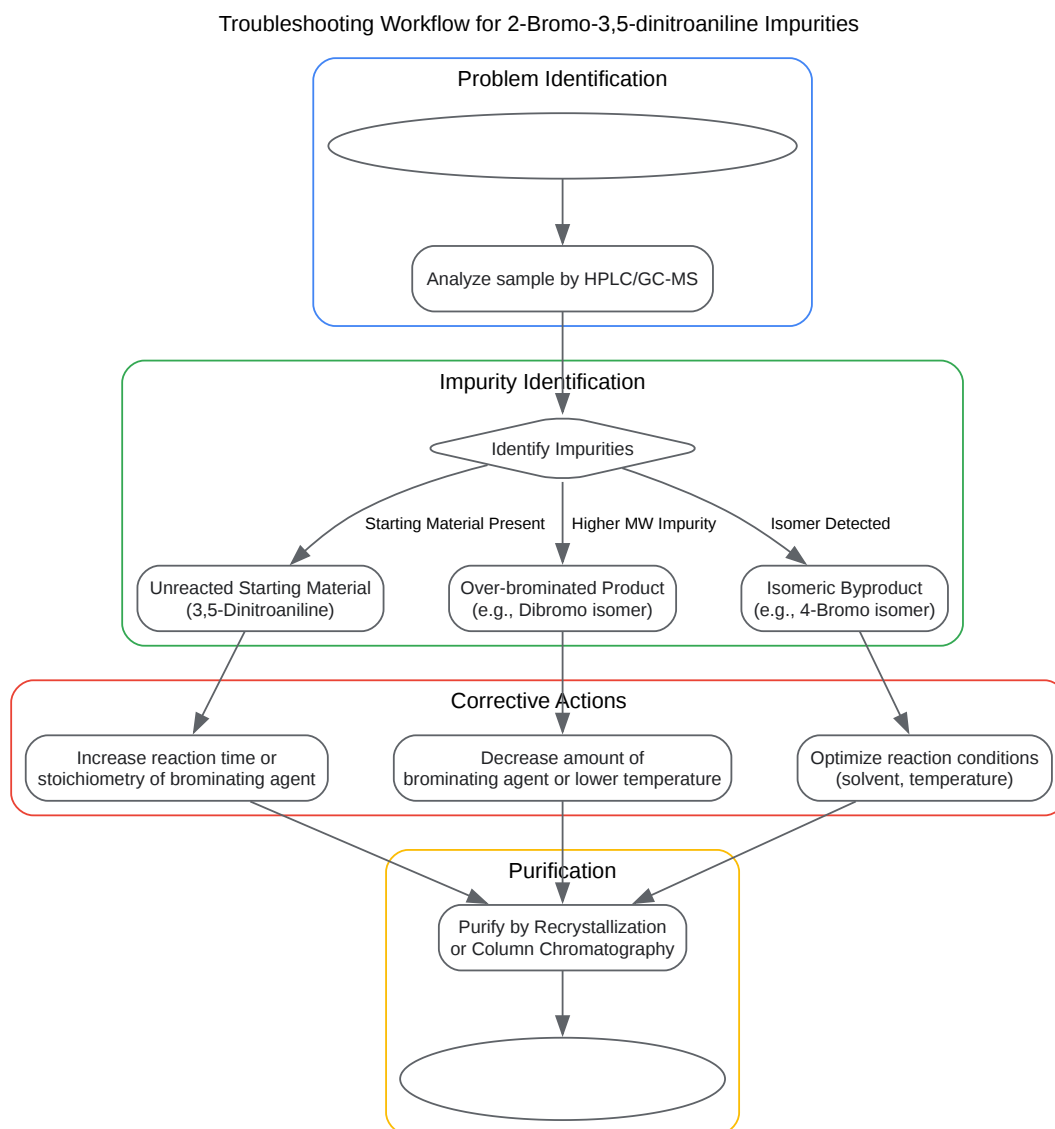 Troubleshooting Workflow for 2-Bromo-3,5-dinitroaniline Impurities
Problem Identification
Analyze sample by HPLC/GC-MS
Impurity Identification
Identify Impurities
Starting Material Present
Higher MW Impurity
Isomer Detected
Unreacted Starting Material
(3,5-Dinitroaniline)
Over-brominated Product
(e.g., Dibromo isomer)
Isomeric Byproduct
(e.g., 4-Bromo isomer)
Corrective Actions
Increase reaction time or
stoichiometry of brominating agent
Decrease amount of
brominating agent or lower temperature
Optimize reaction conditions
(solvent, temperature)
Purification
Purify by Recrystallization
or Column Chromatography